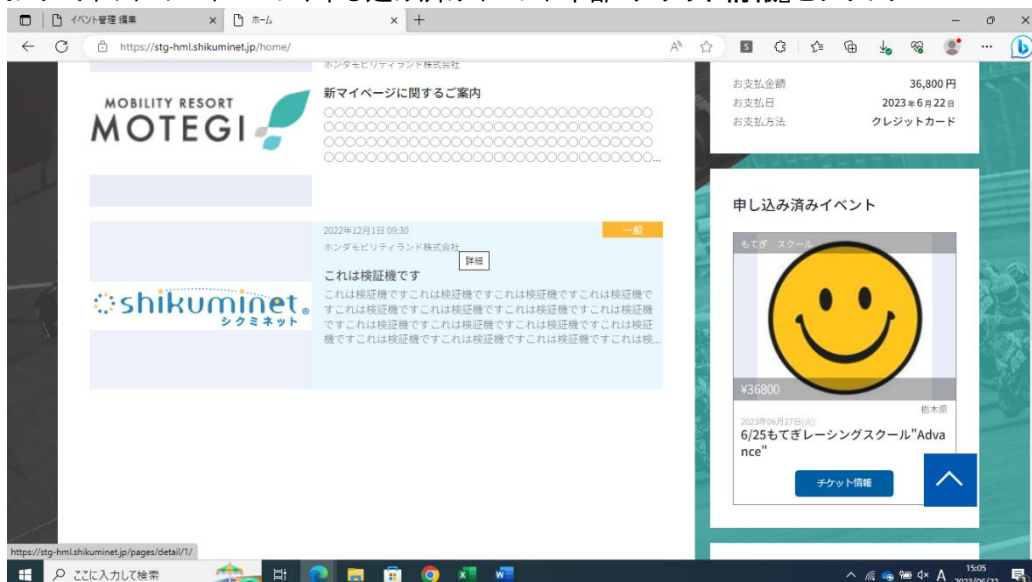 イベント管理 編集
ホーム
https://stg-hml.shikuminet.jp/home/
ホンダモビリティランド株式会社
MOBILITY RESORT
MOTEGI
新マイページに関するご案内
○○○○○○○○○○○○○○○○○○○○○○○○○○○○○○○
○○○○○○○○○○○○○○○○○○○○○○○○○○○○○○○
○○○○○○○○○○○○○○○○○○○○○○○○○○○○○○○
○○○○○○○○○○○○○○○○○○○○○○○○○○○○○○○...
2022年12月1日 09:30
一般
ホンダモビリティランド株式会社
詳細
これは検証機です
shikuminet.
シクミネット
これは検証機ですこれは検証機ですこれは検証機ですこれは検証機で
すこれは検証機ですこれは検証機ですこれは検証機ですこれは検証機
ですこれは検証機ですこれは検証機ですこれは検証機ですこれは検証
機ですこれは検証機ですこれは検証機ですこれは検証機ですこれは検...
お支払金額
36,800 円
お支払日
2023 年 6 月 22 日
お支払方法
クレジットカード
申し込み済みイベント
もてぎ スクール
¥36800
栃木県
2023年06月27日(火)
6/25もてぎレーシングスクール"Adva
nce"
チケット情報
https://stg-hml.shikuminet.jp/pages/detail/1/
ここに入力して検索
A
15:05
2023/06/22